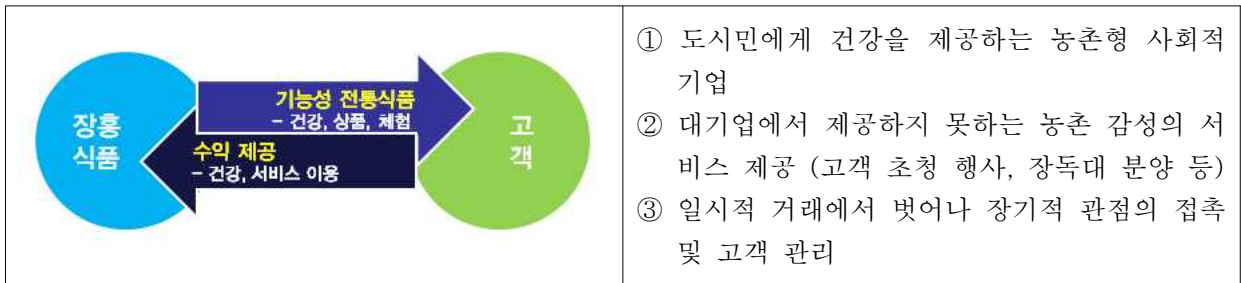 장흥
식품
기능성 전통식품
- 건강, 상품, 체험
수익 제공
- 건강, 서비스 이용
고
객
① 도시민에게 건강을 제공하는 농촌형 사회적
기업
② 대기업에서 제공하지 못하는 농촌 감성의 서
비스 제공 (고객 초청 행사, 장독대 분양 등)
③ 일시적 거래에서 벗어나 장기적 관점의 접촉
및 고객 관리